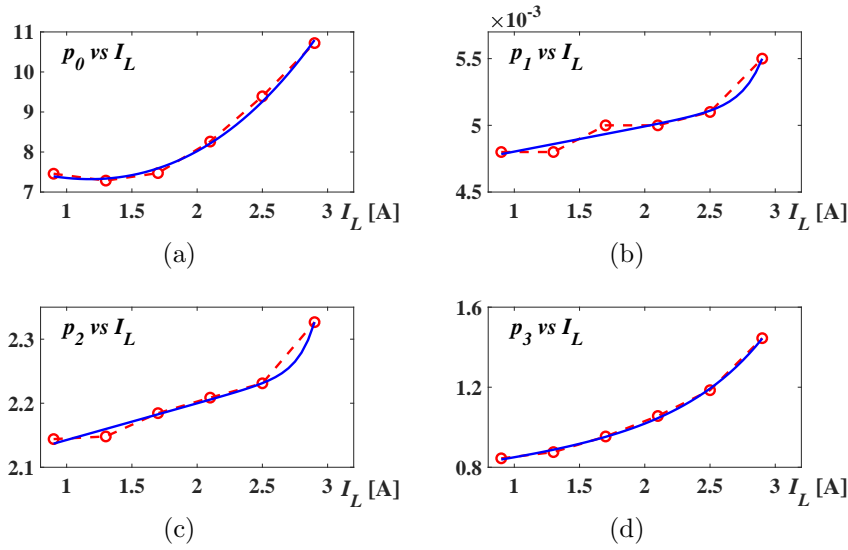 p0 vs IL
11
10
9
8
7
1 1.5 2 2.5 3 IL [A]
(a)
×10-3
p1 vs IL
5.5
5
4.5
1 1.5 2 2.5 3 IL [A]
(b)
p2 vs IL
2.3
2.2
2.1
1 1.5 2 2.5 3 IL [A]
(c)
p3 vs IL
1.6
1.2
0.8
1 1.5 2 2.5 3 IL [A]
(d)